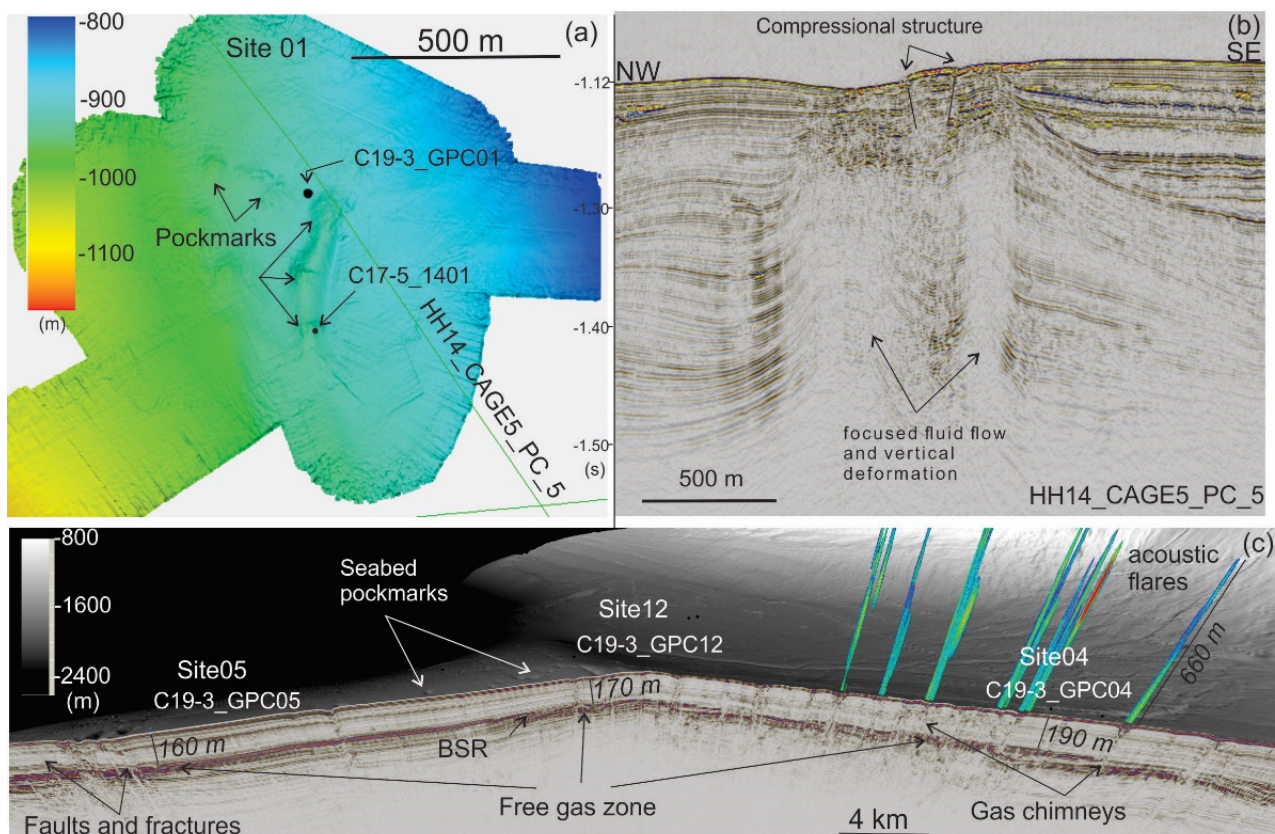 -800
-900
-1000
-1100
(m)
Site 01
500 m
(a)
C19-3_GPC01
Pockmarks
C17-5_1401
HH14_CAGE5_PC_5
Compressional structure
(b)
NW
SE
-1.12
-1.30
-1.40
-1.50
(s)
focused fluid flow
and vertical
deformation
500 m
HH14_CAGE5_PC_5
-800
-1600
-2400
(m)
Seabed
pockmarks
Site12
C19-3_GPC12
acoustic
flares
(c)
Site05
C19-3_GPC05
Site04
C19-3_GPC04
660 m
160 m
170 m
190 m
BSR
Free gas zone
Gas chimneys
Faults and fractures
4 km